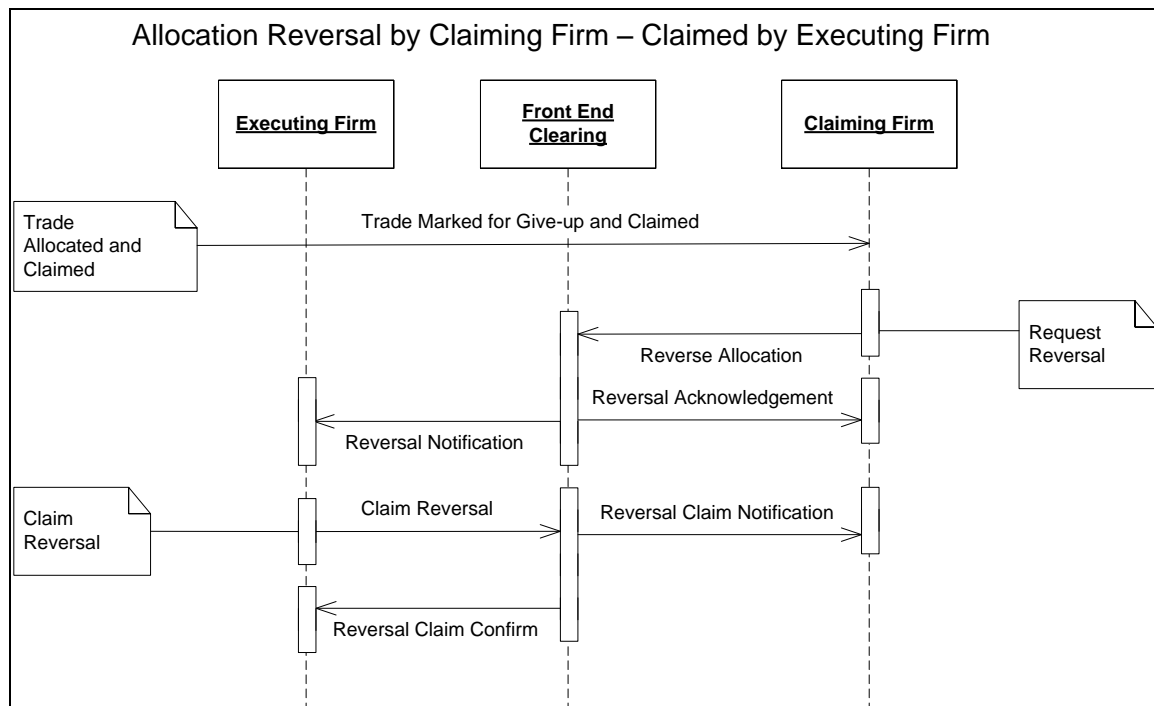 Allocation Reversal by Claiming Firm – Claimed by Executing Firm
Executing Firm
Front End
Clearing
Claiming Firm
Trade
Allocated and
Claimed
Trade Marked for Give-up and Claimed
Request
Reversal
Reverse Allocation
Reversal Acknowledgement
Reversal Notification
Claim
Reversal
Claim Reversal
Reversal Claim Notification
Reversal Claim Confirm